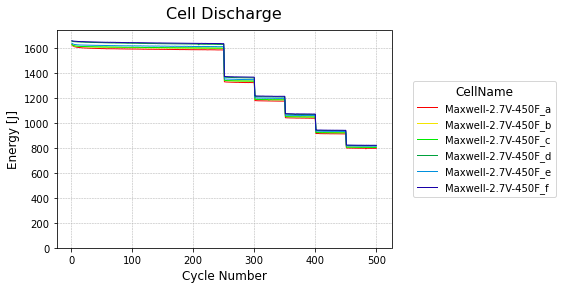 Cell Discharge
1600
1400
1200
1000
800
600
400
200
0
Energy [J]
0 100 200 300 400 500
Cycle Number
CellName
Maxwell-2.7V-450F_a
Maxwell-2.7V-450F_b
Maxwell-2.7V-450F_c
Maxwell-2.7V-450F_d
Maxwell-2.7V-450F_e
Maxwell-2.7V-450F_f